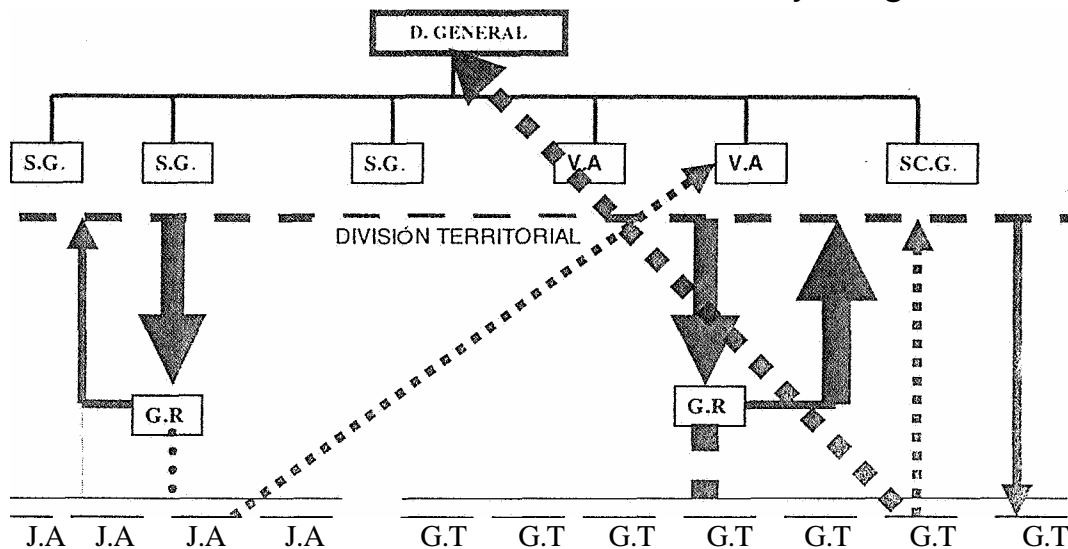 D. GENERAL
S.G. S.G. S.G. V.A V.A SC.G.
DIVISIÓN TERRITORIAL
G.R G.R
J.A J.A J.A J.A G.T G.T G.T G.T G.T G.T G.T